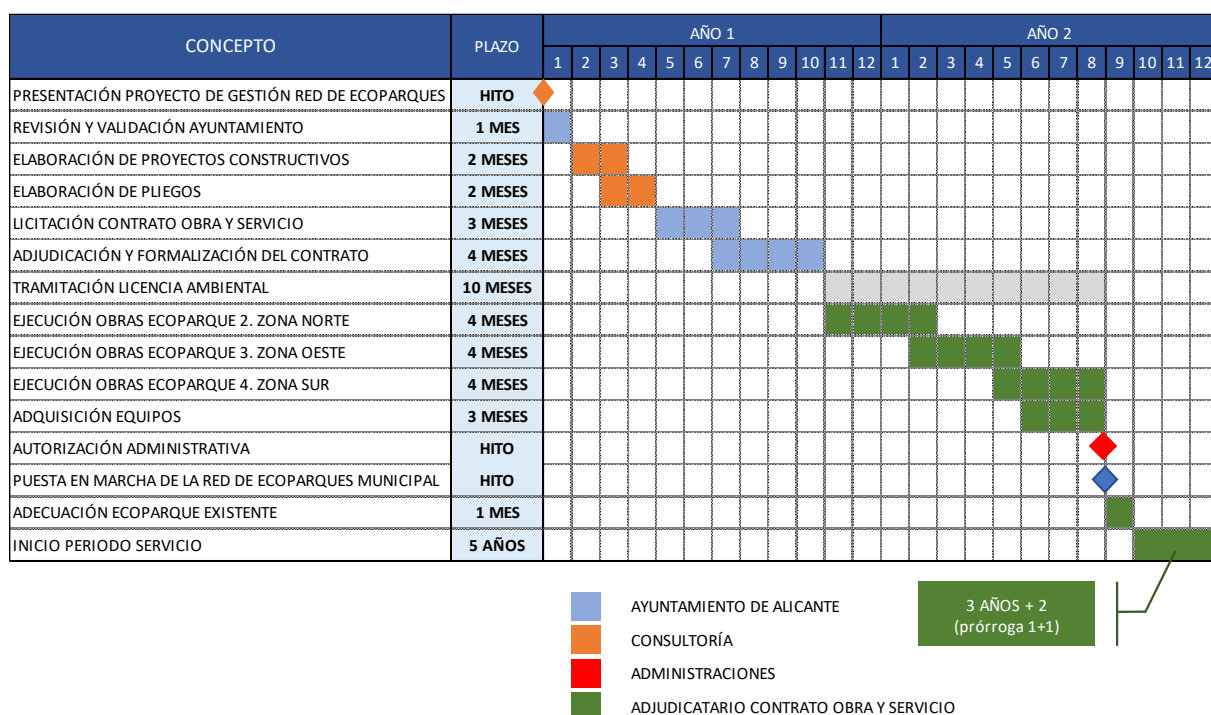 CONCEPTO PLAZO AÑO 1 AÑO 2
1 2 3 4 5 6 7 8 9 10 11 12 1 2 3 4 5 6 7 8 9 10 11 12
PRESENTACIÓN PROYECTO DE GESTIÓN RED DE ECOPARQUES HITO
REVISIÓN Y VALIDACIÓN AYUNTAMIENTO 1 MES
ELABORACIÓN DE PROYECTOS CONSTRUCTIVOS 2 MESES
ELABORACIÓN DE PLIEGOS 2 MESES
LICITACIÓN CONTRATO OBRA Y SERVICIO 3 MESES
ADJUDICACIÓN Y FORMALIZACIÓN DEL CONTRATO 4 MESES
TRAMITACIÓN LICENCIA AMBIENTAL 10 MESES
EJECUCIÓN OBRAS ECOPARQUE 2. ZONA NORTE 4 MESES
EJECUCIÓN OBRAS ECOPARQUE 3. ZONA OESTE 4 MESES
EJECUCIÓN OBRAS ECOPARQUE 4. ZONA SUR 4 MESES
ADQUISICIÓN EQUIPOS 3 MESES
AUTORIZACIÓN ADMINISTRATIVA HITO
PUESTA EN MARCHA DE LA RED DE ECOPARQUES MUNICIPAL HITO
ADECUACIÓN ECOPARQUE EXISTENTE 1 MES
INICIO PERIODO SERVICIO 5 AÑOS
AYUNTAMIENTO DE ALICANTE
CONSULTORÍA
ADMINISTRACIONES
ADJUDICATARIO CONTRATO OBRA Y SERVICIO
3 AÑOS + 2
(prórroga 1+1)